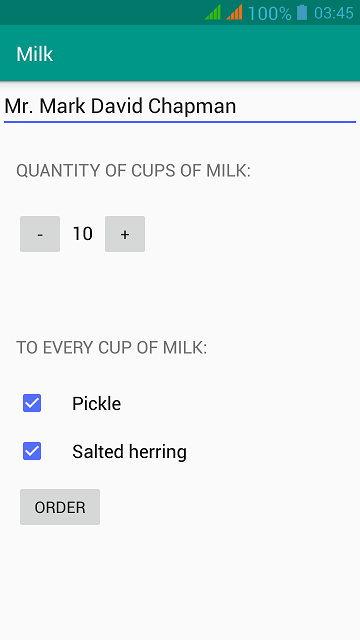 100% 03:45
Milk
Mr. Mark David Chapman
QUANTITY OF CUPS OF MILK:
- 10 +
TO EVERY CUP OF MILK:
Pickle
Salted herring
ORDER